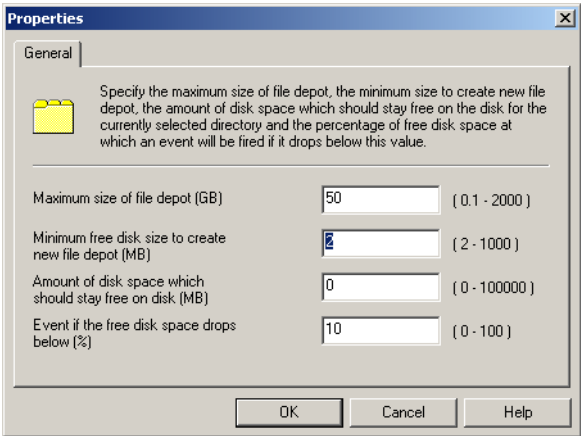 Properties
General
Specify the maximum size of file depot, the minimum size to create new file
depot, the amount of disk space which should stay free on the disk for the
currently selected directory and the percentage of free disk space at
which an event will be fired if it drops below this value.
Maximum size of file depot (GB) 50 ( 0.1 - 2000 )
Minimum free disk size to create
new file depot (MB) 2 ( 2 - 1000 )
Amount of disk space which
should stay free on disk (MB) 0 ( 0 - 100000 )
Event if the free disk space drops
below (%) 10 ( 0 - 100 )
OK Cancel Help